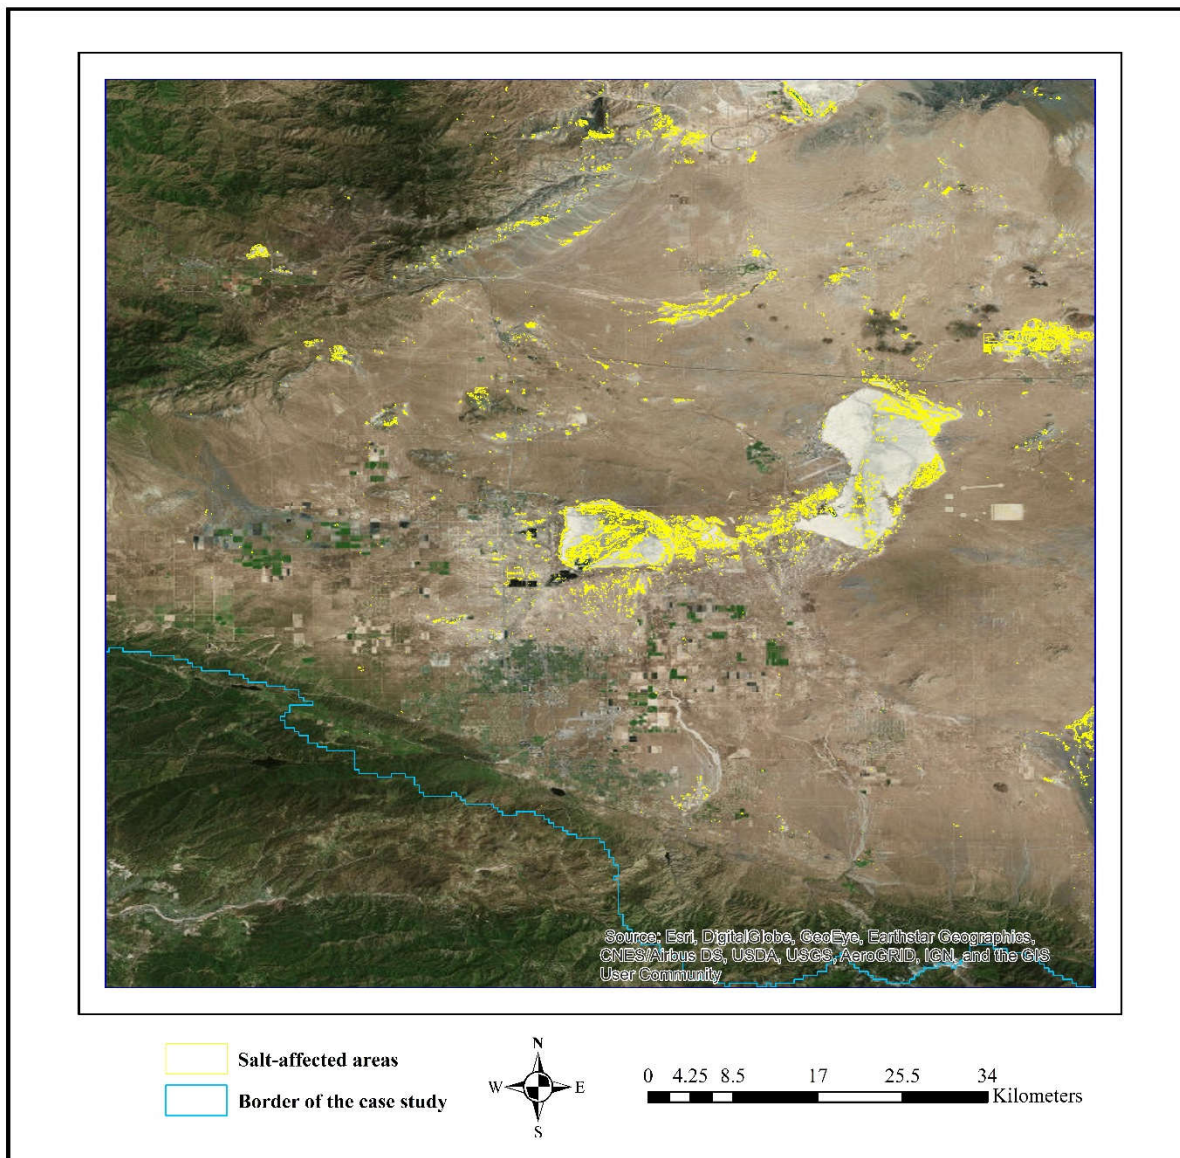 Source: Esri, DigitalGlobe, GeoEye, Earthstar Geographics,
CNES/Airbus DS, USDA, USGS, AeroGRID, IGN, and the GIS
User Community
Salt-affected areas
Border of the case study
N
W E
S
0 4.25 8.5 17 25.5 34
Kilometers